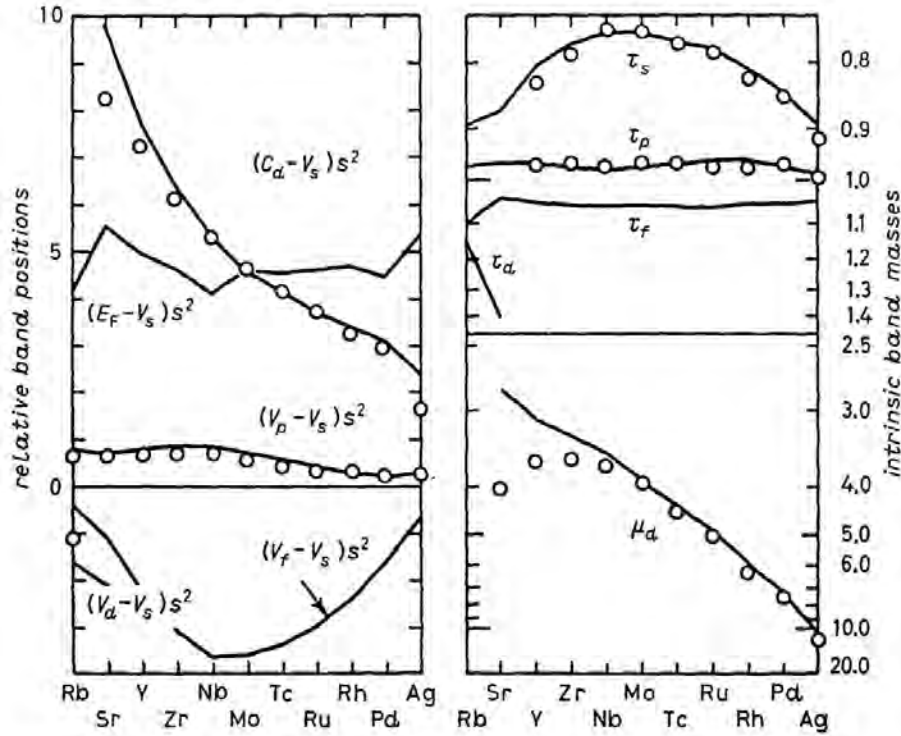 relative band positions
10
5
0
(C_d–V_s)s²
(E_F–V_s)s²
(V_p–V_s)s²
(V_d–V_s)s²
(V_f–V_s)s²
Rb Y Nb Tc Rh Ag
Sr Zr Mo Ru Pd
τ_s
τ_p
τ_f
τ_d
μ_d
0.8
0.9
1.0
1.1
1.2
1.3
1.4
2.5
3.0
4.0
5.0
6.0
10.0
20.0
intrinsic band masses
Sr Zr Mo Ru Pd
Rb Y Nb Tc Rh Ag